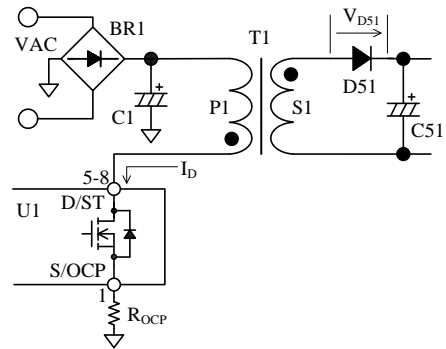 VAC
BR1
C1
P1
T1
S1
V_D51
D51
C51
5-8
I_D
U1
D/ST
S/OCP
1
R_OCP